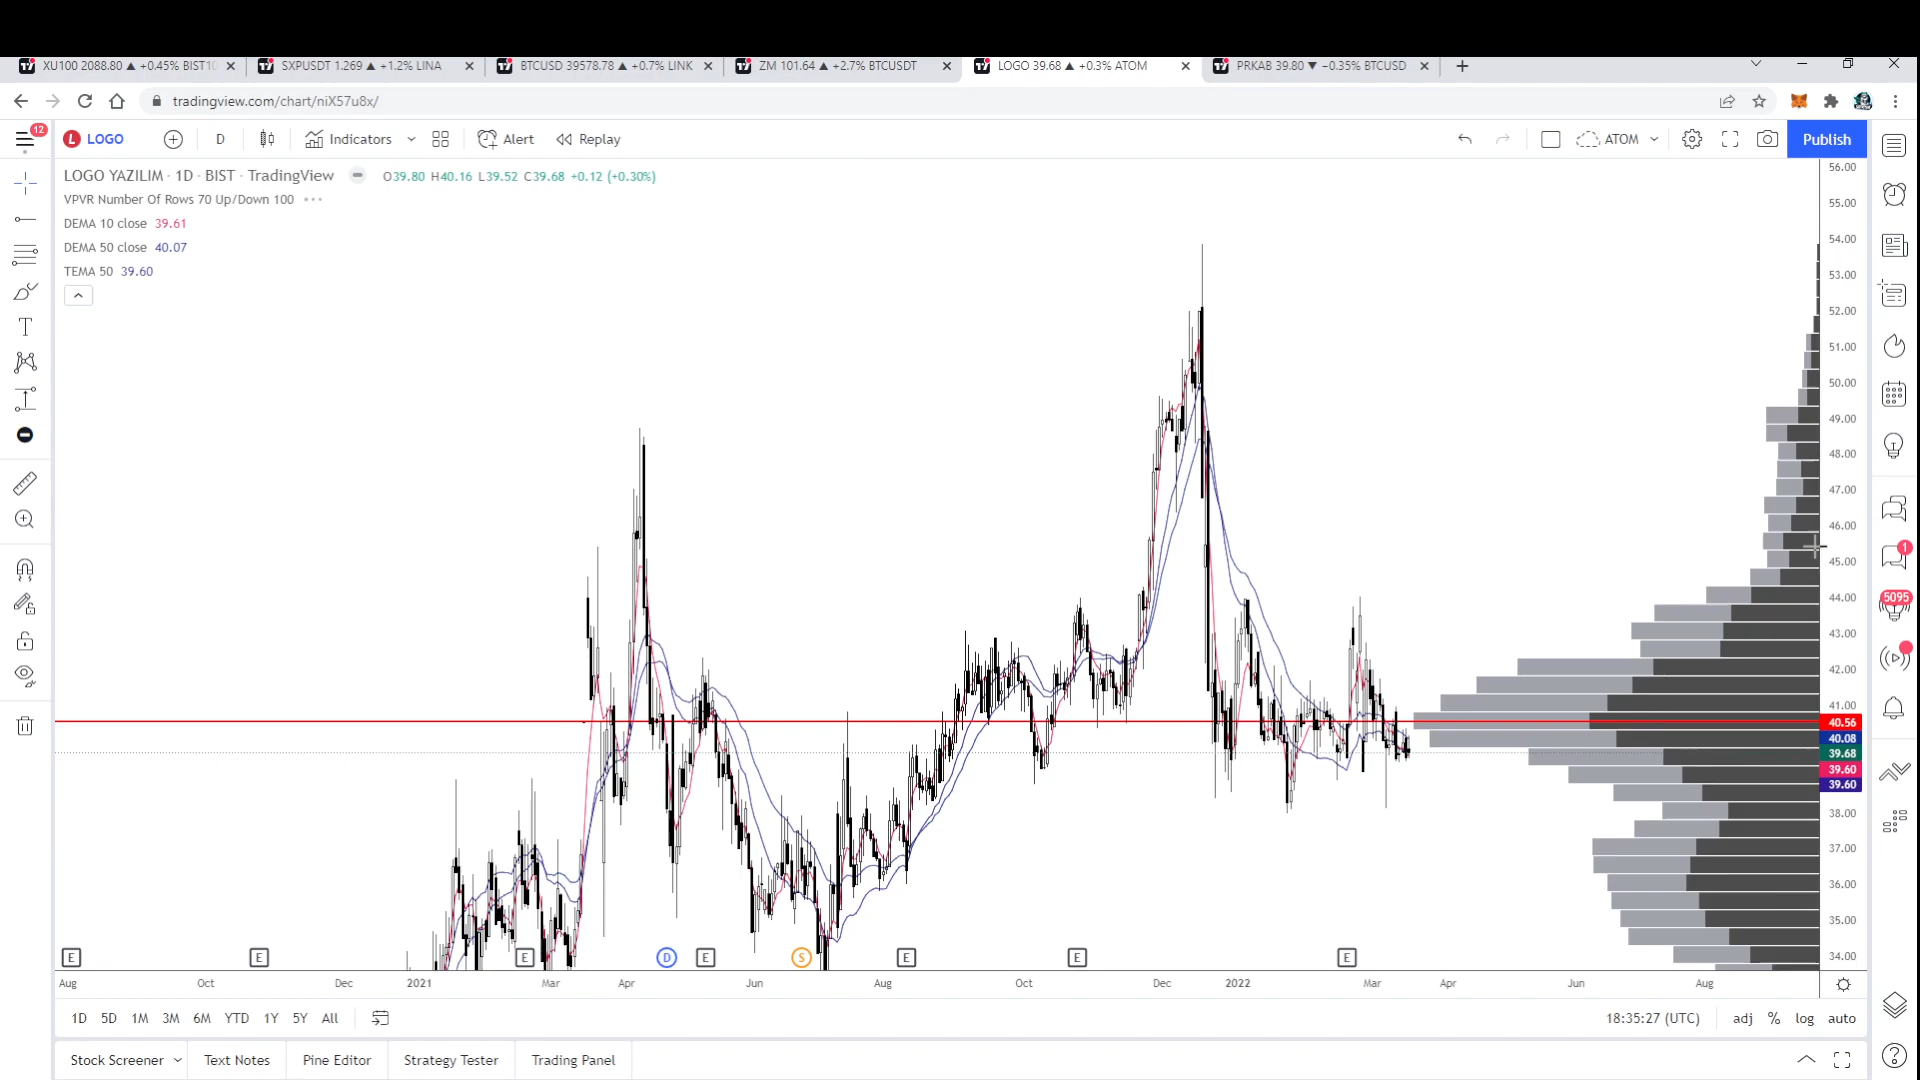 XU100 2088.80 ▲ +0.45% BIST10
SXPUSDT 1.269 ▲ +1.2% LINA
BTCUSD 39578.78 ▲ +0.7% LINK
ZM 101.64 ▲ +2.7% BTCUSDT
LOGO 39.68 ▲ +0.3% ATOM
PRKAB 39.80 ▼ −0.35% BTCUSD
tradingview.com/chart/niX57u8x/
12
L LOGO
D
Indicators
Alert
Replay
ATOM
Publish
LOGO YAZILIM · 1D · BIST · TradingView
O39.80 H40.16 L39.52 C39.68 +0.12 (+0.30%)
VPVR Number Of Rows 70 Up/Down 100
DEMA 10 close 39.61
DEMA 50 close 40.07
TEMA 50 39.60
56.00
55.00
54.00
53.00
52.00
51.00
50.00
49.00
48.00
47.00
46.00
45.00
44.00
43.00
42.00
41.00
40.56
40.08
39.68
39.60
39.60
38.00
37.00
36.00
35.00
34.00
1
5095
E E E D E S E E E
Aug Oct Dec 2021 Mar Apr Jun Aug Oct Dec 2022 Mar Apr Jun Aug
1D 5D 1M 3M 6M YTD 1Y 5Y All
18:35:27 (UTC)
adj % log auto
Stock Screener
Text Notes
Pine Editor
Strategy Tester
Trading Panel